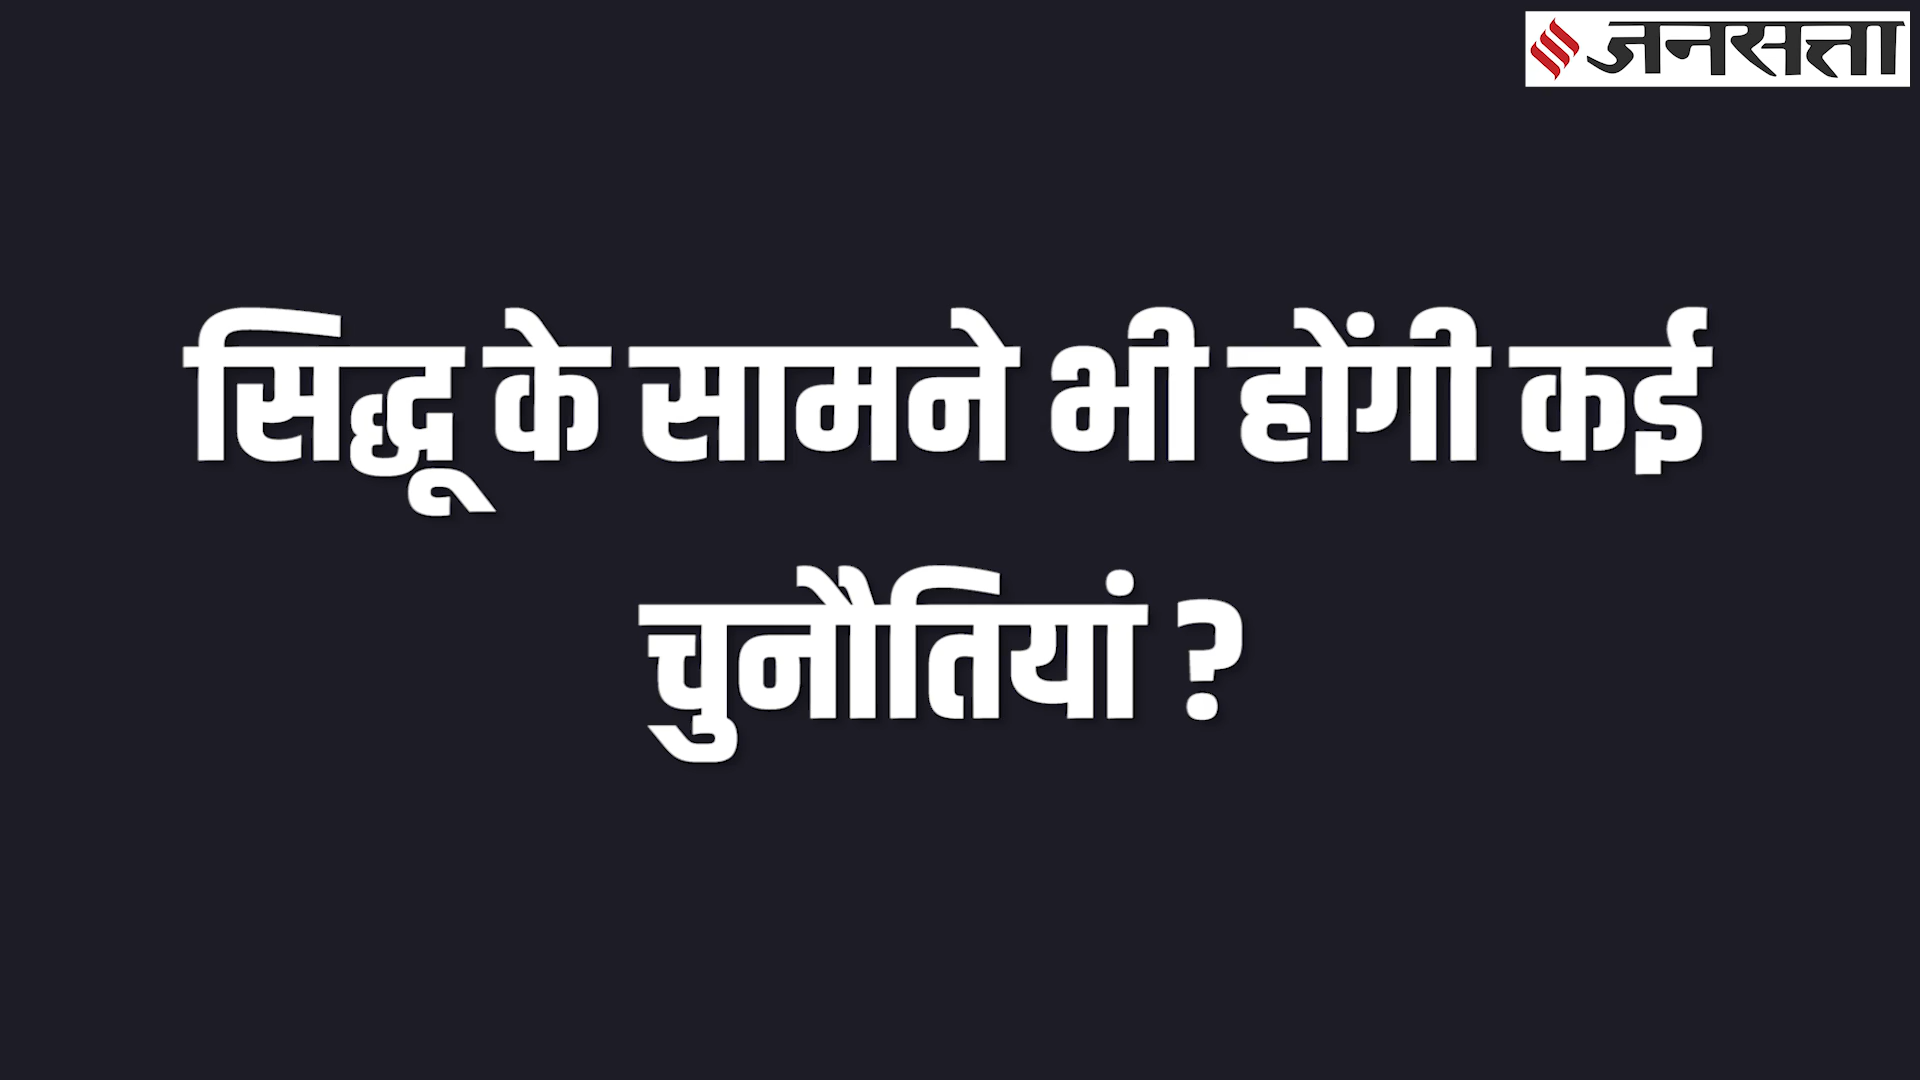 जनसत्ता
सिद्धू के सामने भी होंगी कई
चुनौतियां ?